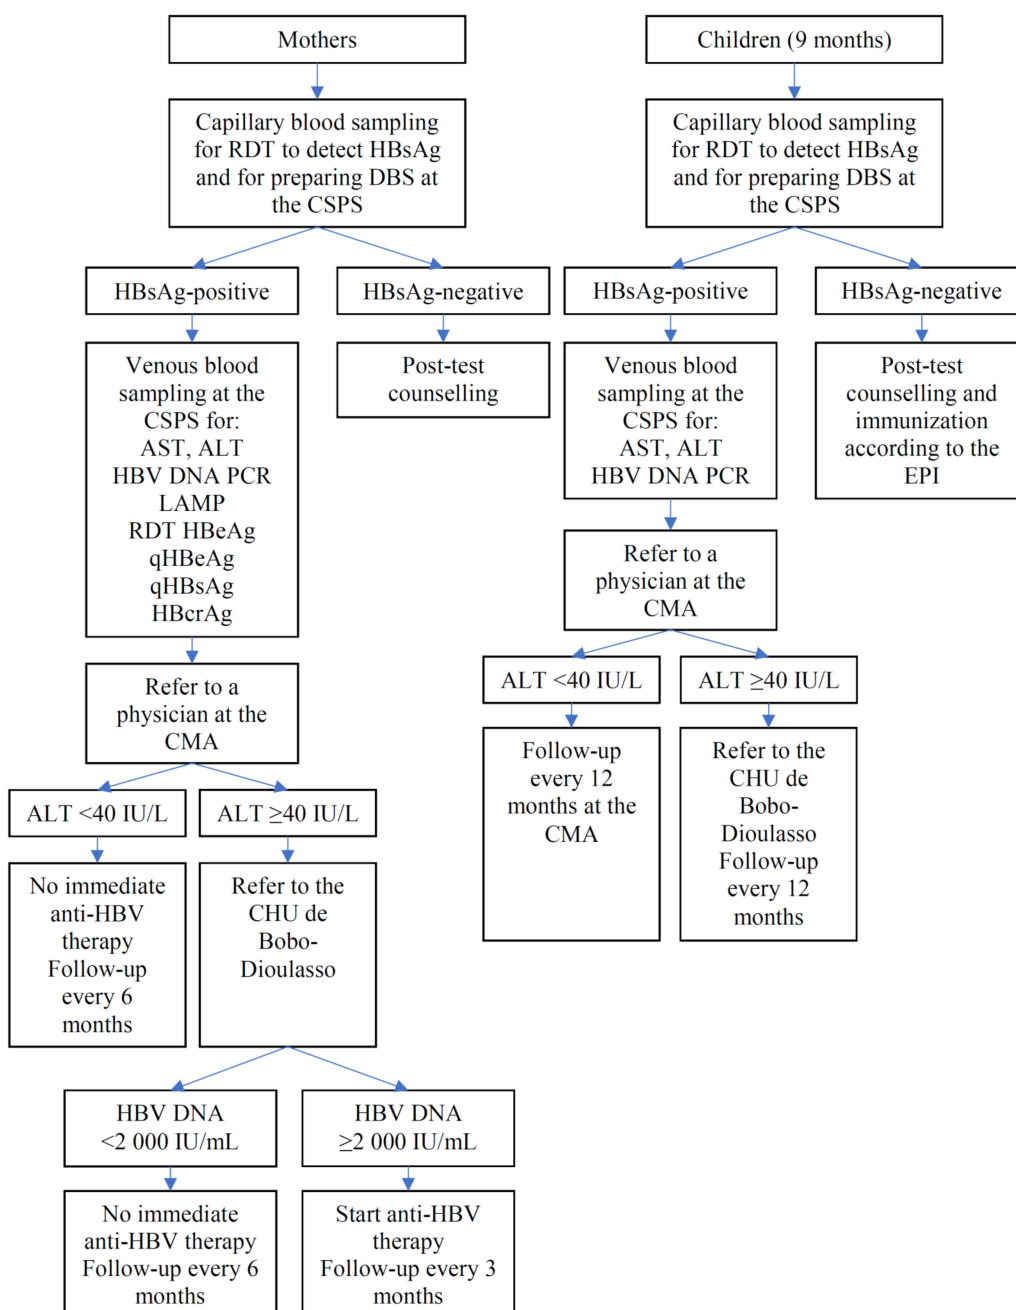 Mothers
Children (9 months)
Capillary blood sampling
for RDT to detect HBsAg
and for preparing DBS at
the CSPS
Capillary blood sampling
for RDT to detect HBsAg
and for preparing DBS at
the CSPS
HBsAg-positive
HBsAg-negative
HBsAg-positive
HBsAg-negative
Venous blood
sampling at the
CSPS for:
AST, ALT
HBV DNA PCR
LAMP
RDT HBeAg
qHBeAg
qHBsAg
HBcrAg
Post-test
counselling
Venous blood
sampling at the
CSPS for:
AST, ALT
HBV DNA PCR
Post-test
counselling and
immunization
according to the
EPI
Refer to a
physician at the
CMA
Refer to a
physician at the
CMA
ALT <40 IU/L
ALT ≥40 IU/L
ALT <40 IU/L
ALT ≥40 IU/L
Follow-up
every 12
months at the
CMA
Refer to the
CHU de
Bobo-
Dioulasso
Follow-up
every 12
months
No immediate
anti-HBV
therapy
Follow-up
every 6
months
Refer to the
CHU de
Bobo-
Dioulasso
HBV DNA
<2 000 IU/mL
HBV DNA
≥2 000 IU/mL
No immediate
anti-HBV therapy
Follow-up every 6
months
Start anti-HBV
therapy
Follow-up every 3
months